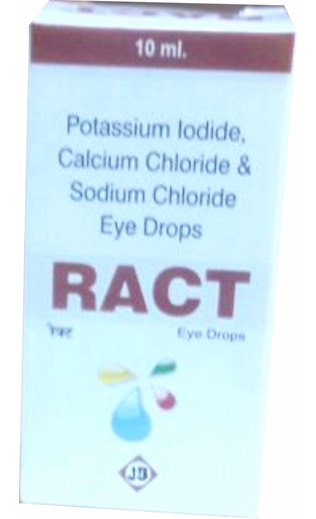 10 ml.
Potassium Iodide,
Calcium Chloride &
Sodium Chloride
Eye Drops
RACT
रेक्ट Eye Drops
JB